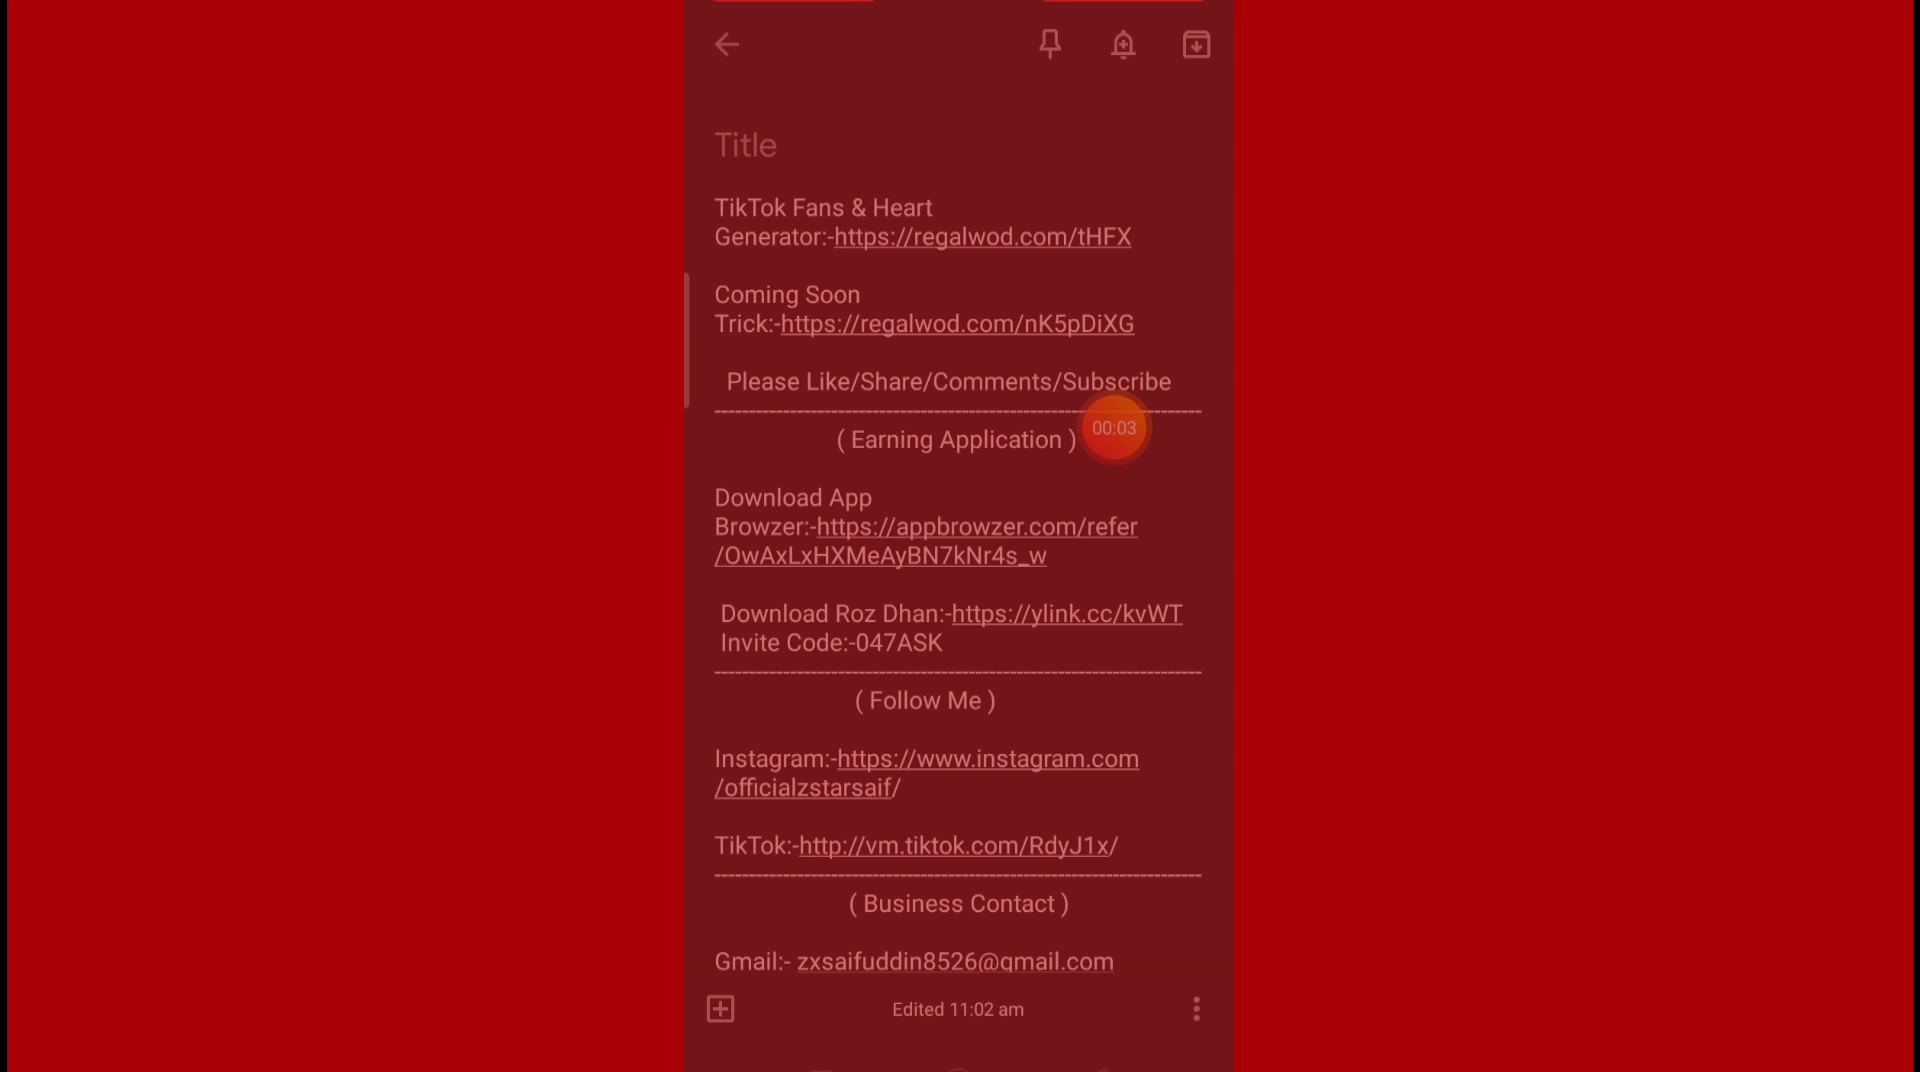 Title
TikTok Fans & Heart
Generator:-https://regalwod.com/tHFX
Coming Soon
Trick:-https://regalwod.com/nK5pDiXG
Please Like/Share/Comments/Subscribe
--------------------------------------------------------------------------------
( Earning Application )
00:03
Download App
Browzer:-https://appbrowzer.com/refer
/OwAxLxHXMeAyBN7kNr4s_w
Download Roz Dhan:-https://ylink.cc/kvWT
Invite Code:-047ASK
--------------------------------------------------------------------------------
( Follow Me )
Instagram:-https://www.instagram.com
/officialzstarsaif/
TikTok:-http://vm.tiktok.com/RdyJ1x/
--------------------------------------------------------------------------------
( Business Contact )
Gmail:- zxsaifuddin8526@gmail.com
Edited 11:02 am